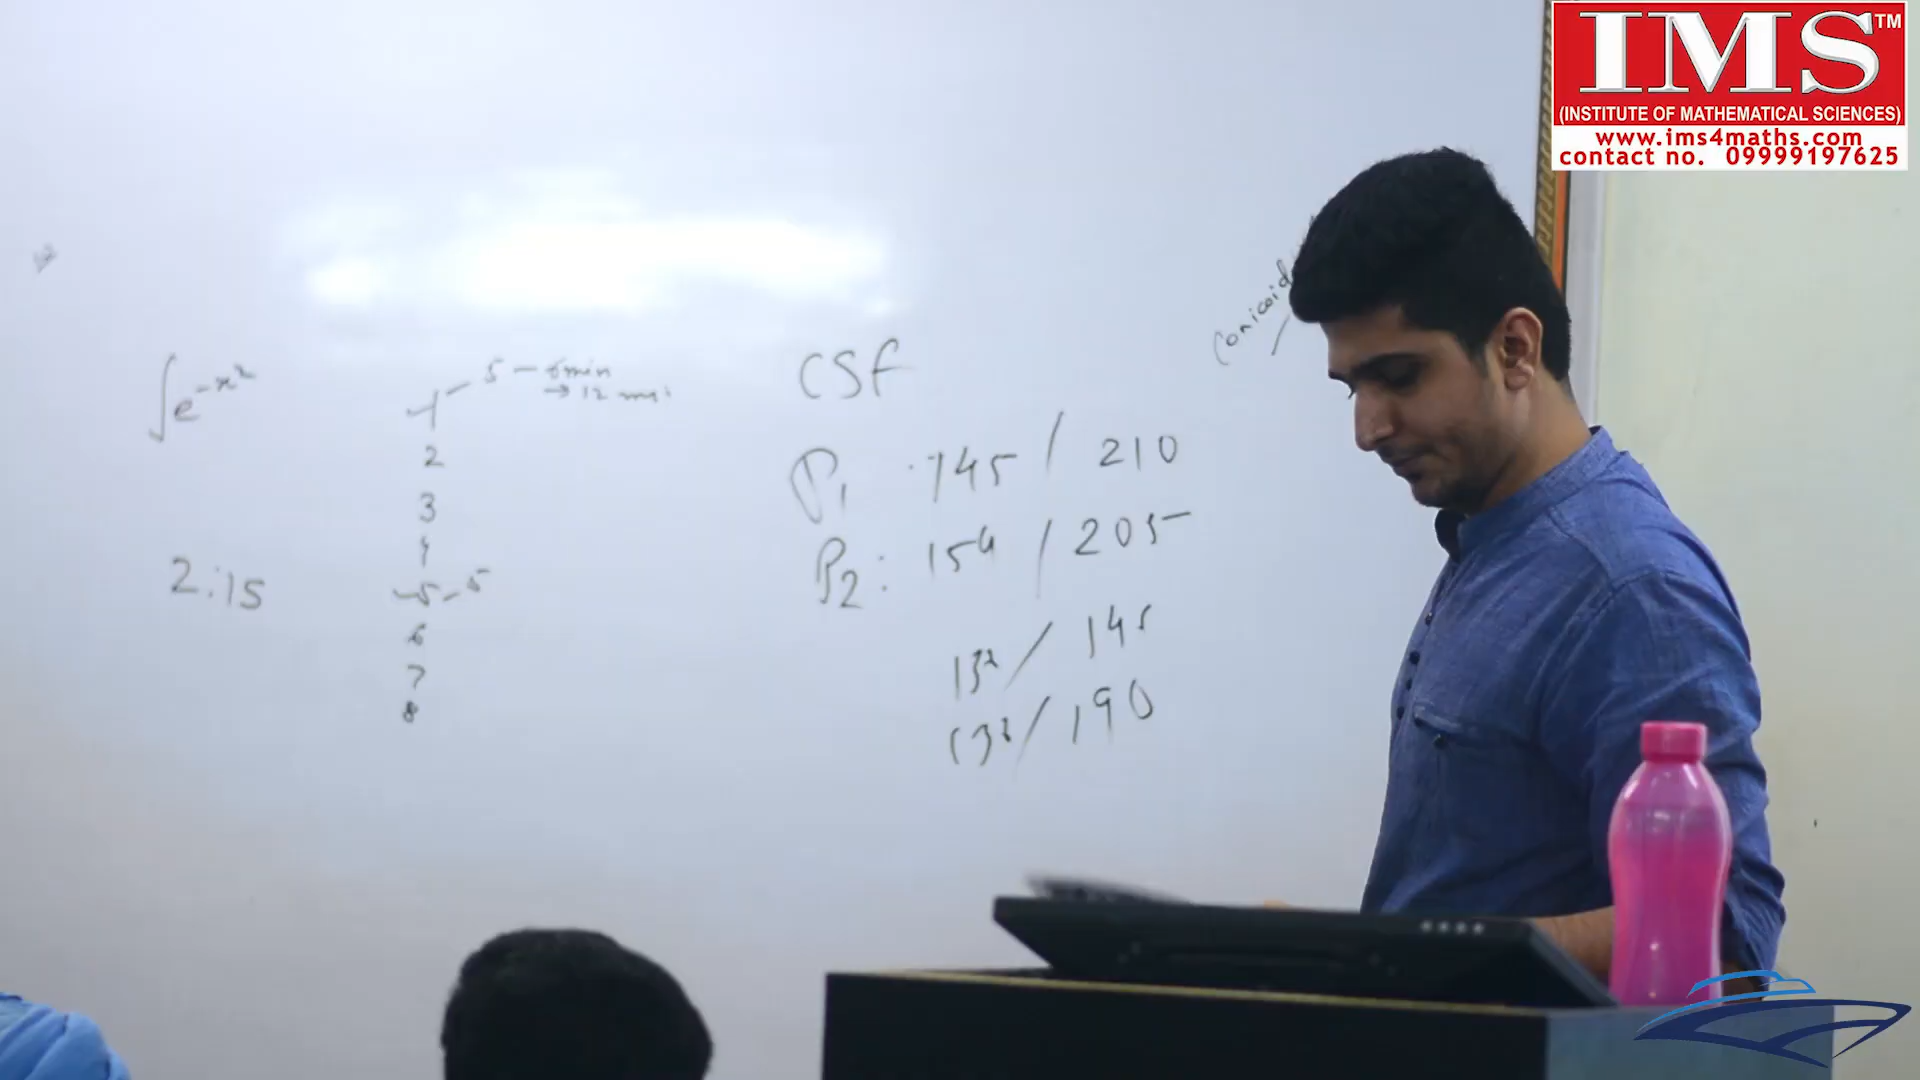 IMS™
(INSTITUTE OF MATHEMATICAL SCIENCES)
www.ims4maths.com
contact no. 09999197625
Conicoid
∫e^-x²
1 - 5 - 6min
→ 12
2
3
4
5 - 5
6
7
8
2:15
CSF
P1 745 / 210
P2: 154 / 205
132 / 145
132 / 190